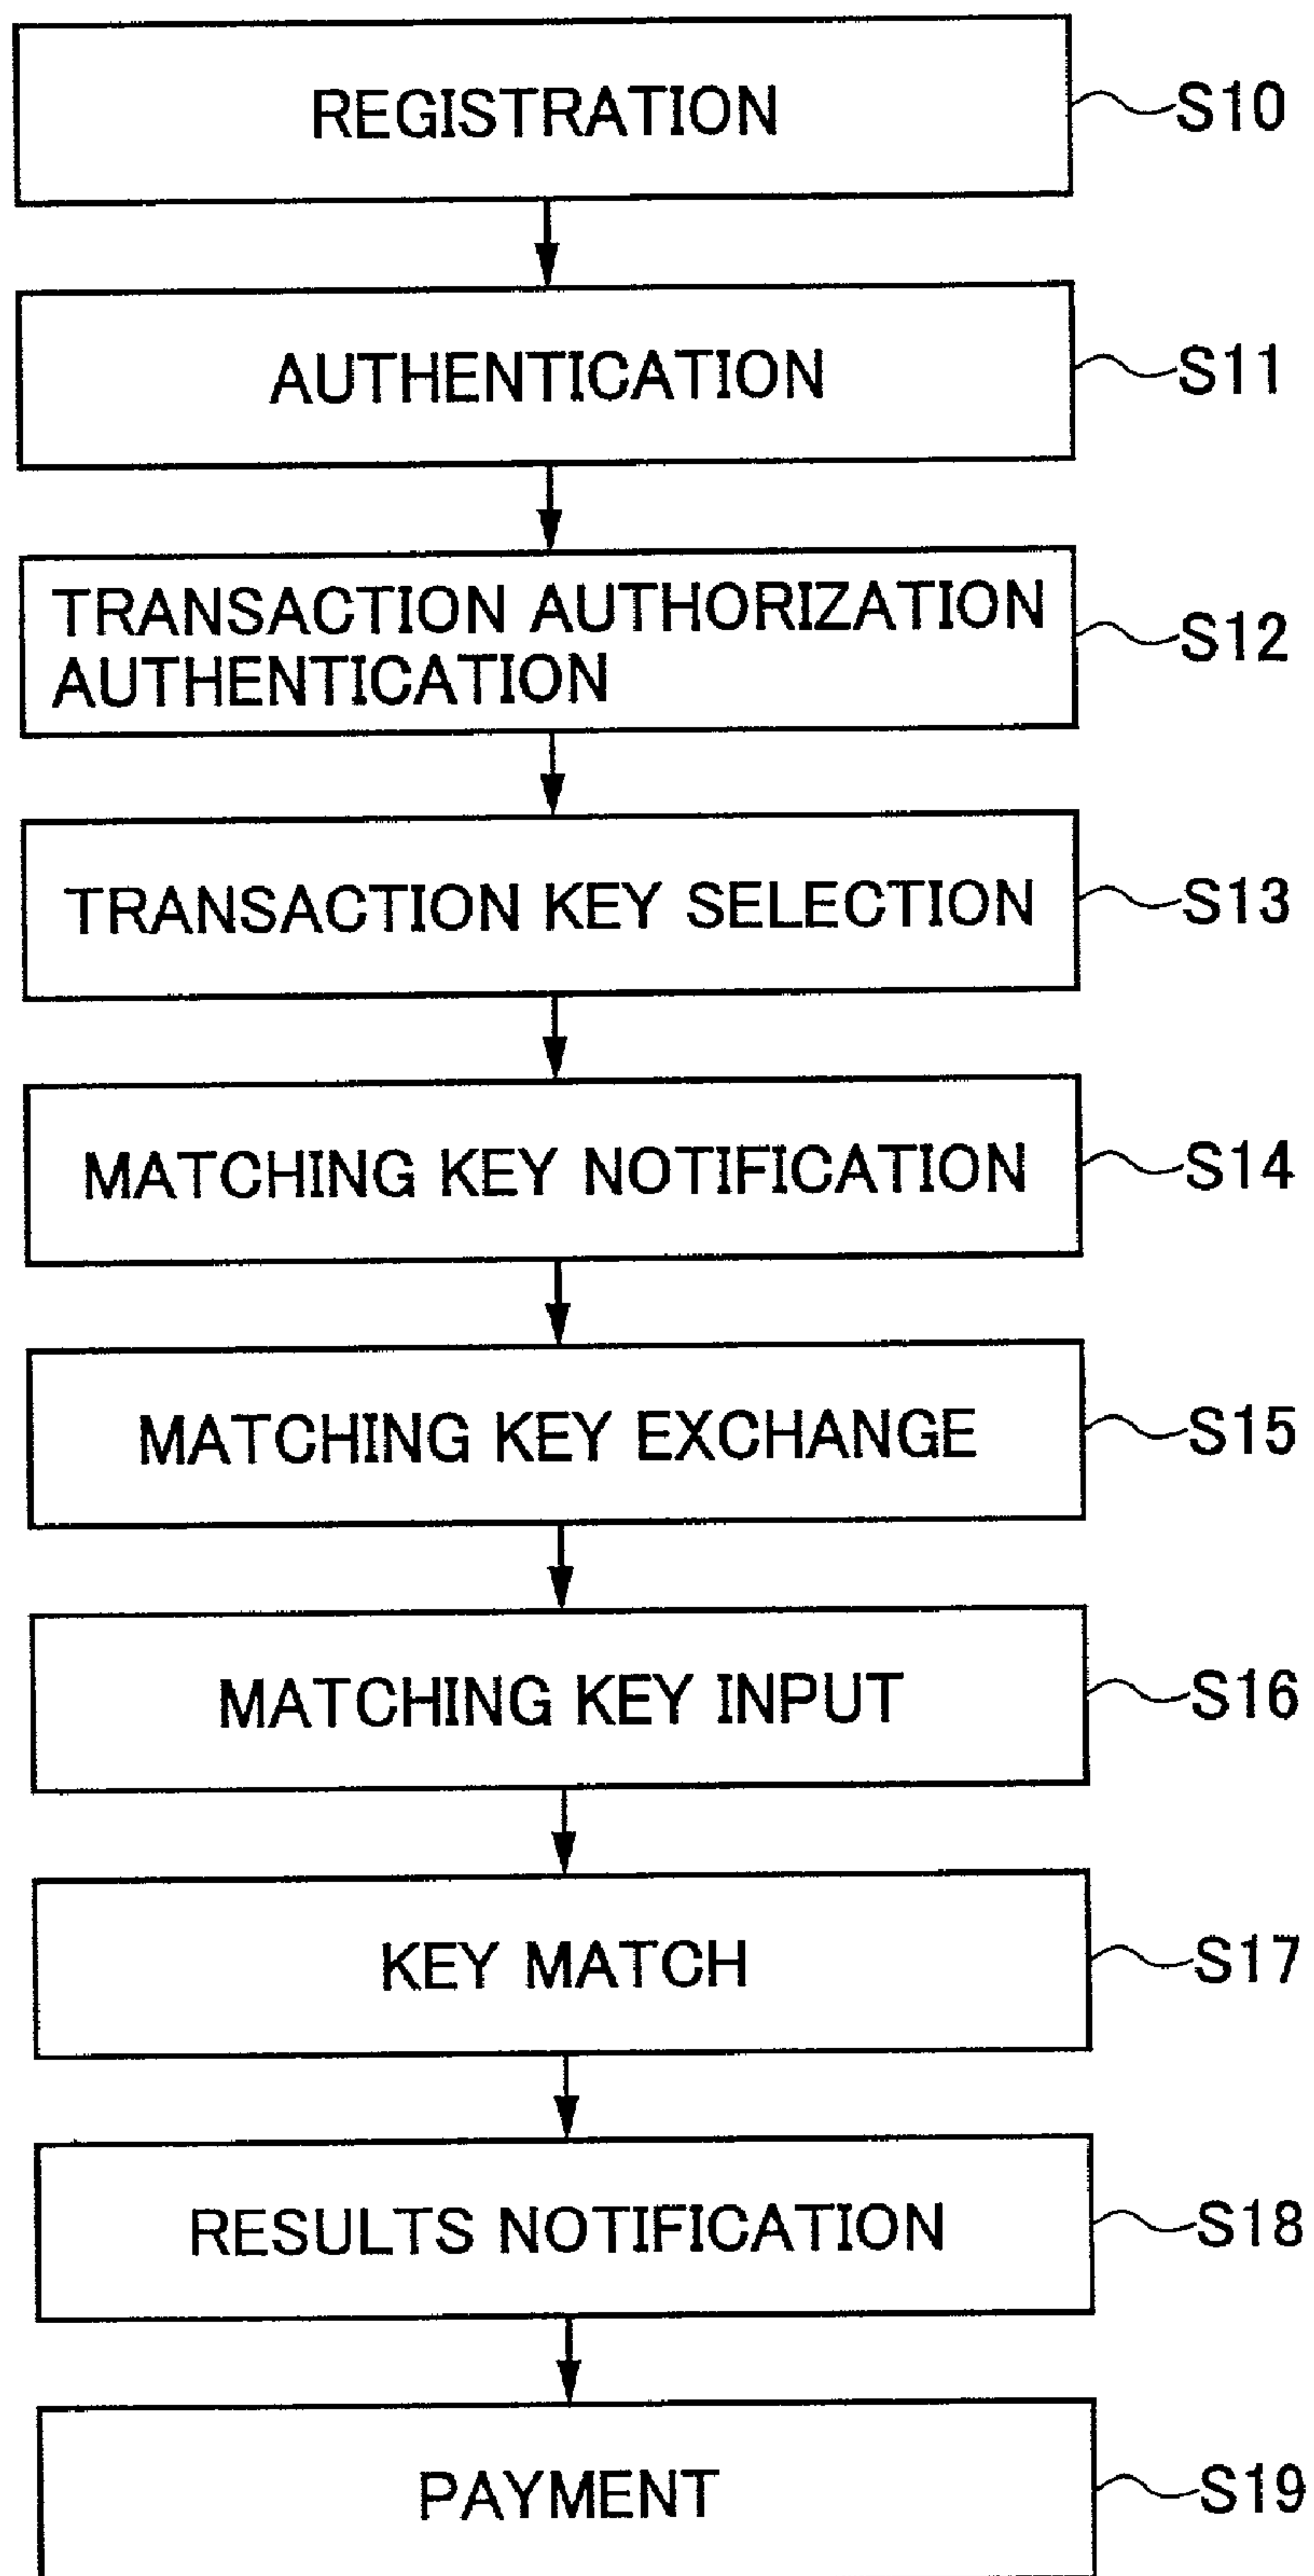 REGISTRATION S10
AUTHENTICATION S11
TRANSACTION AUTHORIZATION
AUTHENTICATION S12
TRANSACTION KEY SELECTION S13
MATCHING KEY NOTIFICATION S14
MATCHING KEY EXCHANGE S15
MATCHING KEY INPUT S16
KEY MATCH S17
RESULTS NOTIFICATION S18
PAYMENT S19